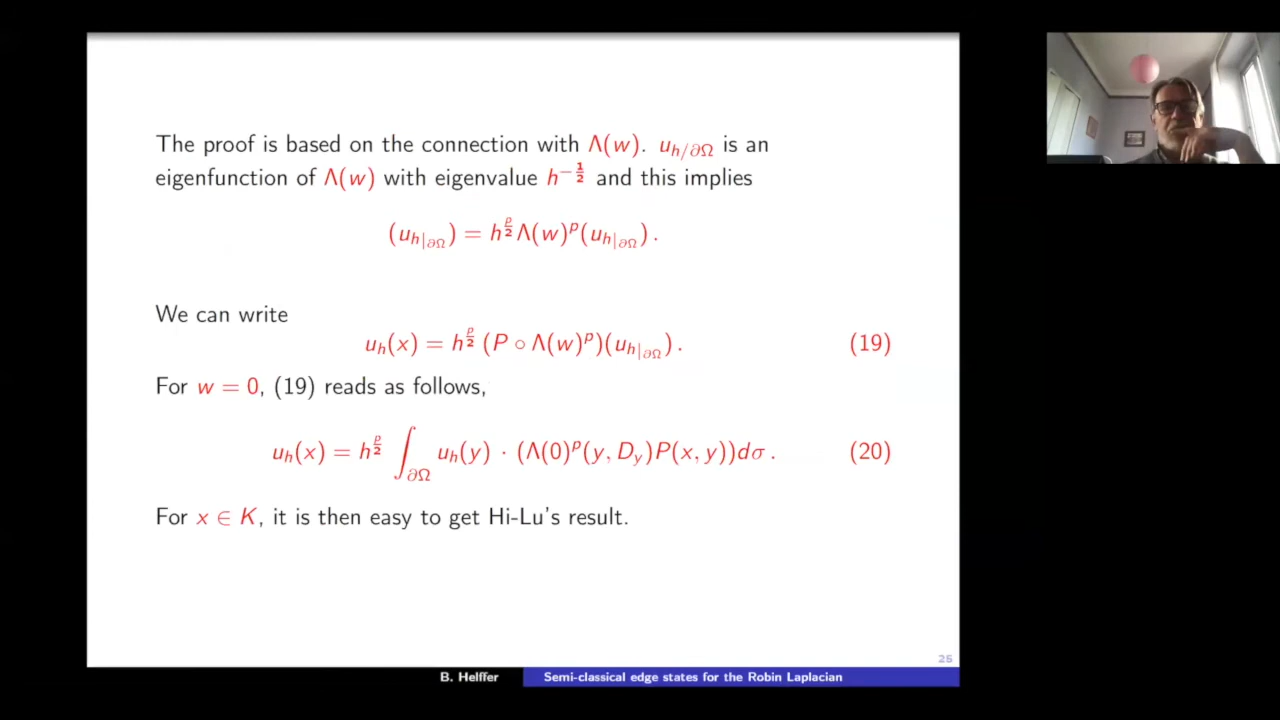 The proof is based on the connection with Λ(w). u_{h/∂Ω} is an
eigenfunction of Λ(w) with eigenvalue h^{-1/2} and this implies
(u_{h|∂Ω}) = h^{p/2} Λ(w)^p (u_{h|∂Ω}) .
We can write
u_h(x) = h^{p/2} (P ∘ Λ(w)^p)(u_{h|∂Ω}) . (19)
For w = 0, (19) reads as follows,
u_h(x) = h^{p/2} ∫_{∂Ω} u_h(y) · (Λ(0)^p(y, D_y)P(x, y))dσ . (20)
For x ∈ K, it is then easy to get Hi-Lu's result.
25
B. Helffer Semi-classical edge states for the Robin Laplacian